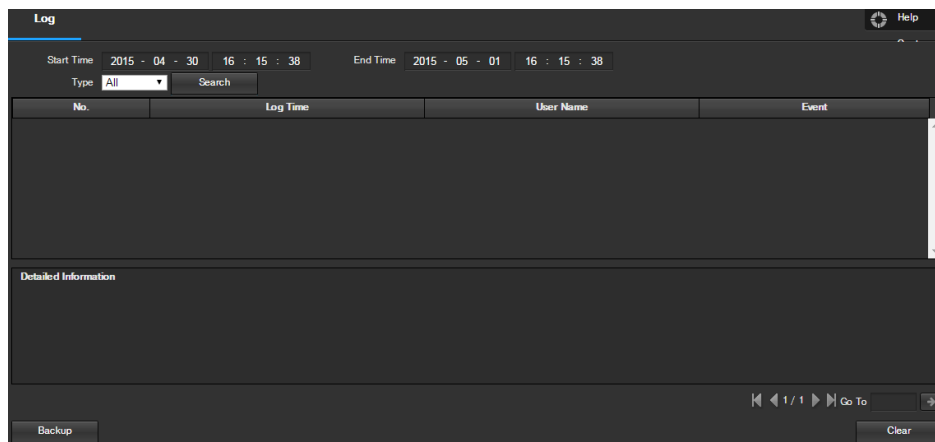 Log Help
Start Time 2015 - 04 - 30 16 : 15 : 38 End Time 2015 - 05 - 01 16 : 15 : 38
Type All Search
No. Log Time User Name Event
Detailed Information
1 / 1 Go To
Backup Clear